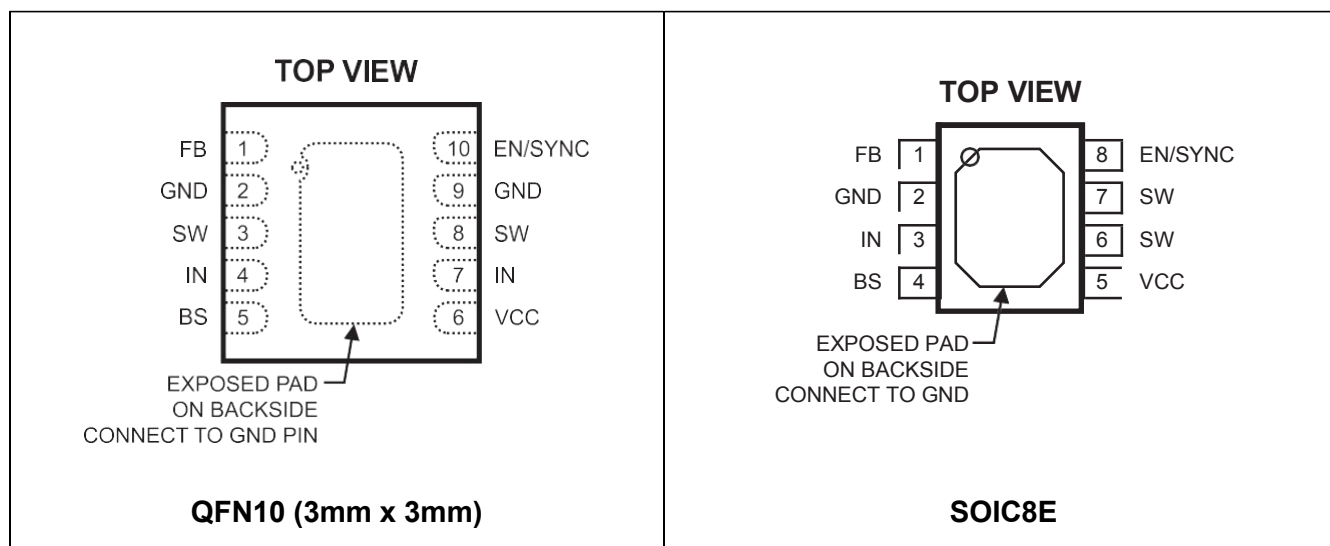 TOP VIEW
FB 1 10 EN/SYNC
GND 2 9 GND
SW 3 8 SW
IN 4 7 IN
BS 5 6 VCC
EXPOSED PAD
ON BACKSIDE
CONNECT TO GND PIN
QFN10 (3mm x 3mm)
TOP VIEW
FB 1 8 EN/SYNC
GND 2 7 SW
IN 3 6 SW
BS 4 5 VCC
EXPOSED PAD
ON BACKSIDE
CONNECT TO GND
SOIC8E